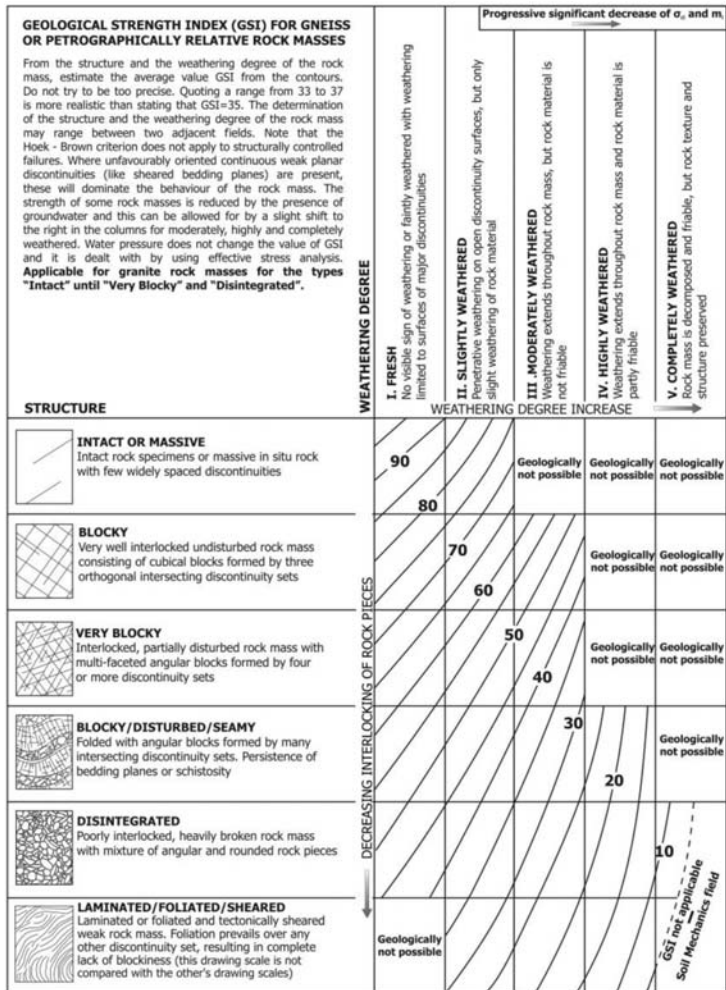 GEOLOGICAL STRENGTH INDEX (GSI) FOR GNEISS
OR PETROGRAPHICALLY RELATIVE ROCK MASSES
From the structure and the weathering degree of the rock
mass, estimate the average value GSI from the contours.
Do not try to be too precise. Quoting a range from 33 to 37
is more realistic than stating that GSI=35. The determination
of the structure and the weathering degree of the rock mass
may range between two adjacent fields. Note that the
Hoek - Brown criterion does not apply to structurally controlled
failures. Where unfavourably oriented continuous weak planar
discontinuities (like sheared bedding planes) are present,
these will dominate the behaviour of the rock mass. The
strength of some rock masses is reduced by the presence of
groundwater and this can be allowed for by a slight shift to
the right in the columns for moderately, highly and completely
weathered. Water pressure does not change the value of GSI
and it is dealt with by using effective stress analysis.
Applicable for granite rock masses for the types
"Intact" until "Very Blocky" and "Disintegrated".
Progressive significant decrease of σci and mi
WEATHERING DEGREE
I. FRESH
No visible sign of weathering or faintly weathered with weathering
limited to surfaces of major discontinuities
II. SLIGHTLY WEATHERED
Penetrative weathering on open discontinuity surfaces, but only
slight weathering of rock material
III .MODERATELY WEATHERED
Weathering extends throughout rock mass, but rock material is
not friable
IV. HIGHLY WEATHERED
Weathering extends throughout rock mass and rock material is
partly friable
V. COMPLETELY WEATHERED
Rock mass is decomposed and friable, but rock texture and
structure preserved
STRUCTURE
WEATHERING DEGREE INCREASE
DECREASING INTERLOCKING OF ROCK PIECES
INTACT OR MASSIVE
Intact rock specimens or massive in situ rock
with few widely spaced discontinuities
90
80
Geologically
not possible
Geologically
not possible
Geologically
not possible
BLOCKY
Very well interlocked undisturbed rock mass
consisting of cubical blocks formed by three
orthogonal intersecting discontinuity sets
70
60
Geologically
not possible
Geologically
not possible
VERY BLOCKY
Interlocked, partially disturbed rock mass with
multi-faceted angular blocks formed by four
or more discontinuity sets
50
40
Geologically
not possible
Geologically
not possible
BLOCKY/DISTURBED/SEAMY
Folded with angular blocks formed by many
intersecting discontinuity sets. Persistence of
bedding planes or schistosity
30
20
Geologically
not possible
DISINTEGRATED
Poorly interlocked, heavily broken rock mass
with mixture of angular and rounded rock pieces
10
LAMINATED/FOLIATED/SHEARED
Laminated or foliated and tectonically sheared
weak rock mass. Foliation prevails over any
other discontinuity set, resulting in complete
lack of blockiness (this drawing scale is not
compared with the other's drawing scales)
Geologically
not possible
GSI not applicable
Soil Mechanics field